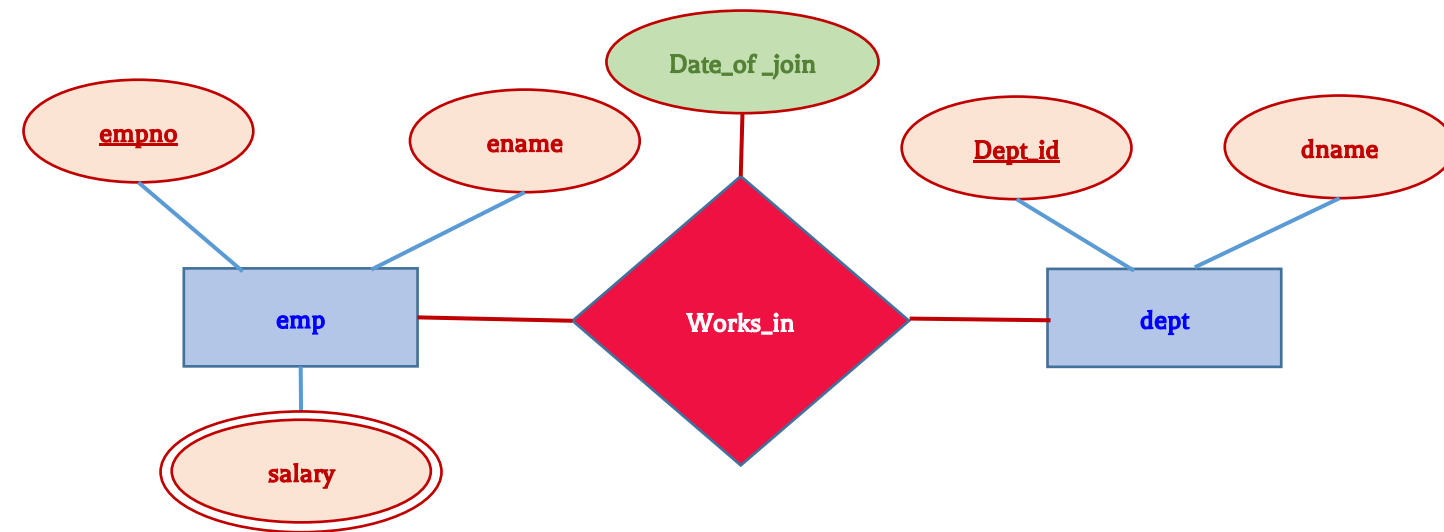 Date_of _join
empno
ename
Dept_id
dname
emp
Works_in
dept
salary